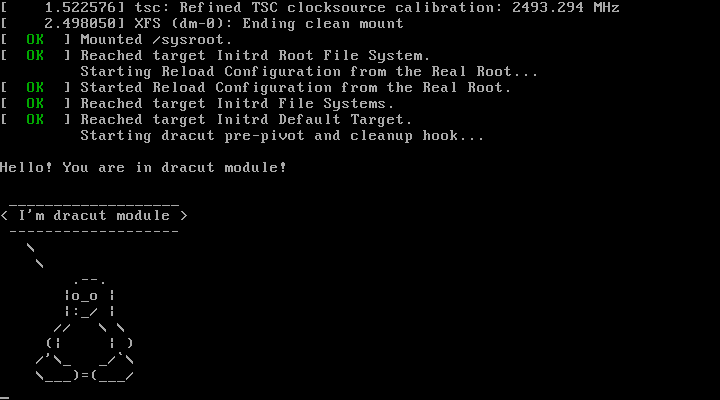 [    1.522576] tsc: Refined TSC clocksource calibration: 2493.294 MHz
[    2.498050] XFS (dm-0): Ending clean mount
[  OK  ] Mounted /sysroot.
[  OK  ] Reached target Initrd Root File System.
         Starting Reload Configuration from the Real Root...
[  OK  ] Started Reload Configuration from the Real Root.
[  OK  ] Reached target Initrd File Systems.
[  OK  ] Reached target Initrd Default Target.
         Starting dracut pre-pivot and cleanup hook...
Hello! You are in dracut module!
 ___________________
< I'm dracut module >
 -------------------
   \
    \
        .--.
       |o_o |
       |:_/ |
      //   \ \
     (|     | )
    /'\_   _/`\
    \___)=(___/